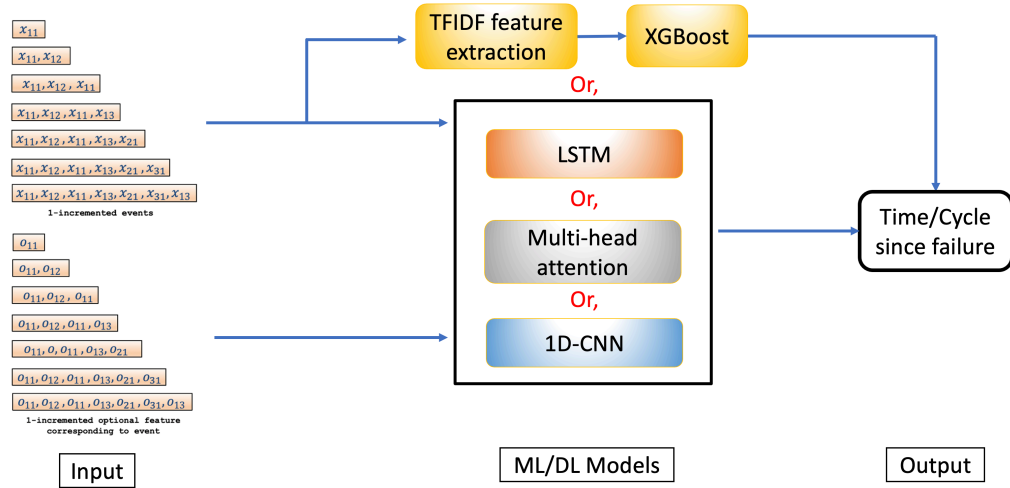 x₁₁
x₁₁, x₁₂
x₁₁, x₁₂, x₁₁
x₁₁, x₁₂, x₁₁, x₁₃
x₁₁, x₁₂, x₁₁, x₁₃, x₂₁
x₁₁, x₁₂, x₁₁, x₁₃, x₂₁, x₃₁
x₁₁, x₁₂, x₁₁, x₁₃, x₂₁, x₃₁, x₁₃
1-incremented events
o₁₁
o₁₁, o₁₂
o₁₁, o₁₂, o₁₁
o₁₁, o₁₂, o₁₁, o₁₃
o₁₁, o, o₁₁, o₁₃, o₂₁
o₁₁, o₁₂, o₁₁, o₁₃, o₂₁, o₃₁
o₁₁, o₁₂, o₁₁, o₁₃, o₂₁, o₃₁, o₁₃
1-incremented optional feature
corresponding to event
Input
TFIDF feature
extraction
XGBoost
Or,
LSTM
Or,
Multi-head
attention
Or,
1D-CNN
ML/DL Models
Time/Cycle
since failure
Output